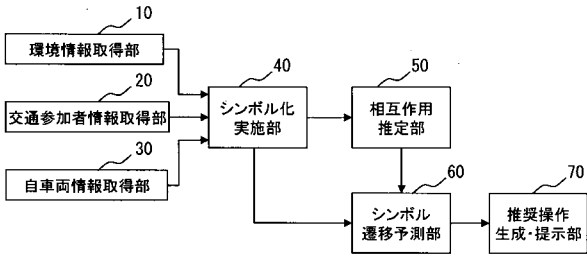 10
環境情報取得部
20
交通参加者情報取得部
30
自車両情報取得部
40
シンボル化
実施部
50
相互作用
推定部
60
シンボル
遷移予測部
70
推奨操作
生成・提示部